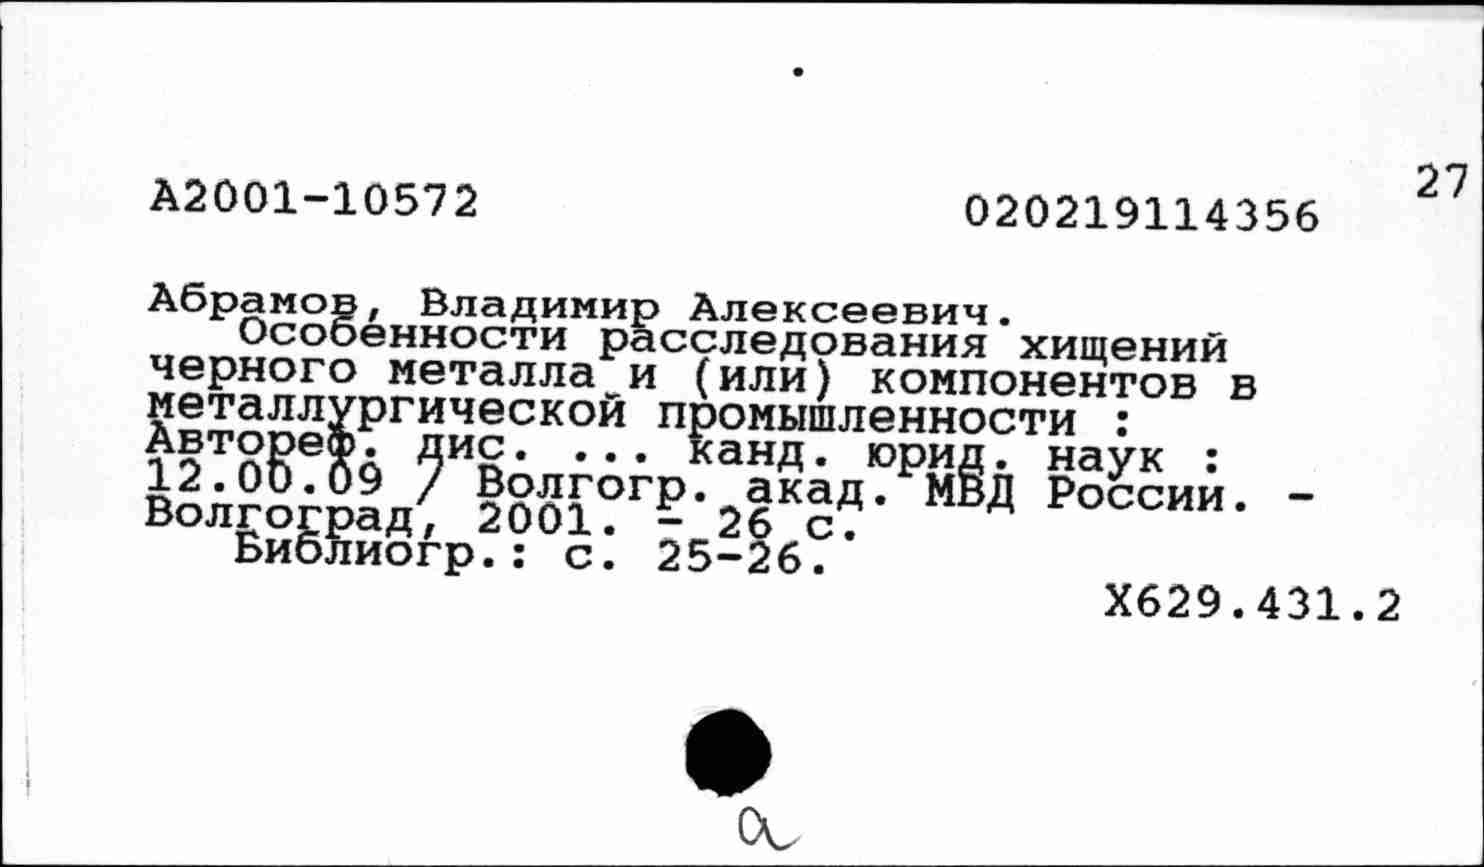 27
А2001-10572 020219114356
Абрамов, Владимир Алексеевич.
Особенности расследования хищений
черного металла и (или) компонентов в
металлургической промышленности :
Автореф. дис. ... канд. юрид. наук :
12.00.09 / Волгогр. акад. МВД России. -
Волгоград, 2001. - 26 с.
Библиогр.: с. 25-26.
Х629.431.2
а